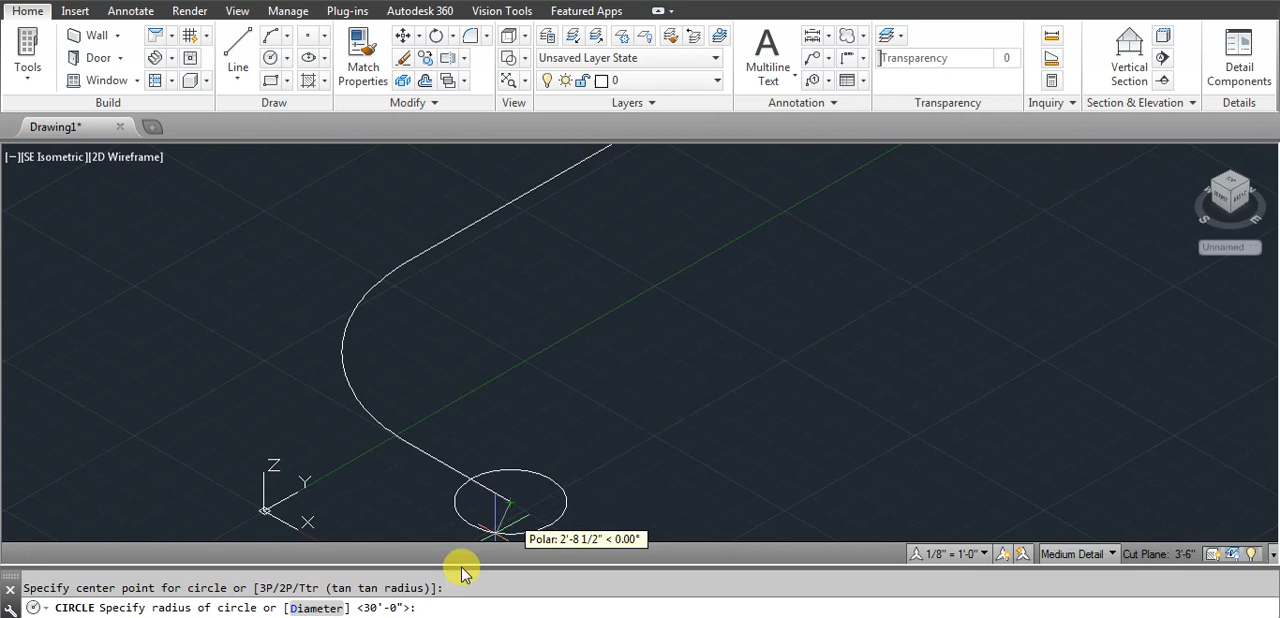 Home Insert Annotate Render View Manage Plug-ins Autodesk 360 Vision Tools Featured Apps
Tools
Wall
Door
Window
Build
Line
Draw
Match
Properties
Modify
View
Unsaved Layer State
0
Layers
Multiline
Text
Annotation
Transparency 0
Transparency
Inquiry
Vertical
Section
Section & Elevation
Detail
Components
Details
Drawing1*
[−][SE Isometric][2D Wireframe]
S
E
Unnamed
Z
Y
X
Polar: 2'-8 1/2" < 0.00°
1/8" = 1'-0" Medium Detail Cut Plane: 3'-6"
Specify center point for circle or [3P/2P/Ttr (tan tan radius)]:
CIRCLE Specify radius of circle or [Diameter] <30'-0">: